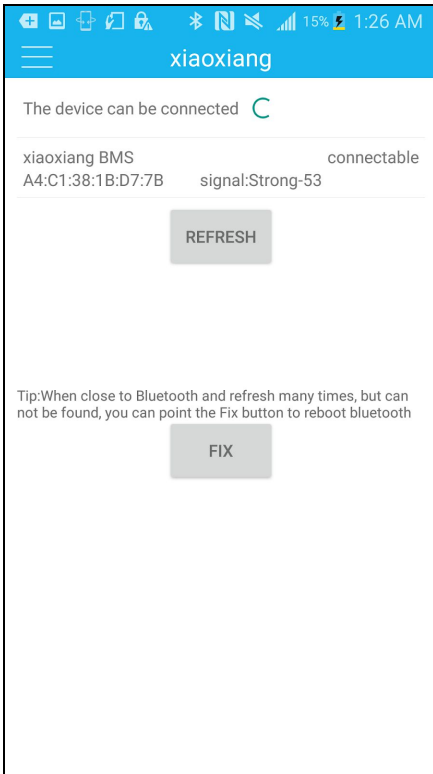 15% 1:26 AM
xiaoxiang
The device can be connected
xiaoxiang BMS connectable
A4:C1:38:1B:D7:7B signal:Strong-53
REFRESH
Tip:When close to Bluetooth and refresh many times, but can
not be found, you can point the Fix button to reboot bluetooth
FIX